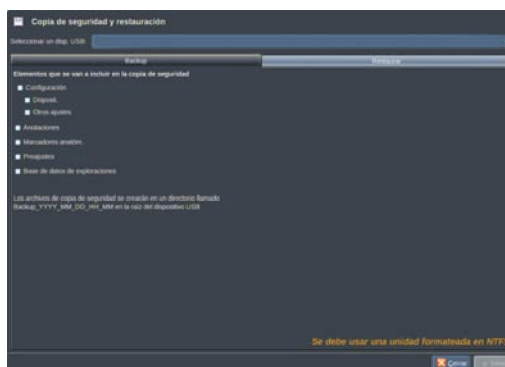 Copia de seguridad y restauración
Seleccionar un disp. USB:
Backup Restaurar
Elementos que se van a incluir en la copia de seguridad
Configuración
Disposit.
Otros ajustes
Anotaciones
Marcadores anatóm.
Preajustes
Base de datos de exploraciones
Los archivos de copia de seguridad se crearán en un directorio llamado
Backup_YYYY_MM_DD_HH_MM en la raíz del dispositivo USB
Se debe usar una unidad formateada en NTF
Cerrar